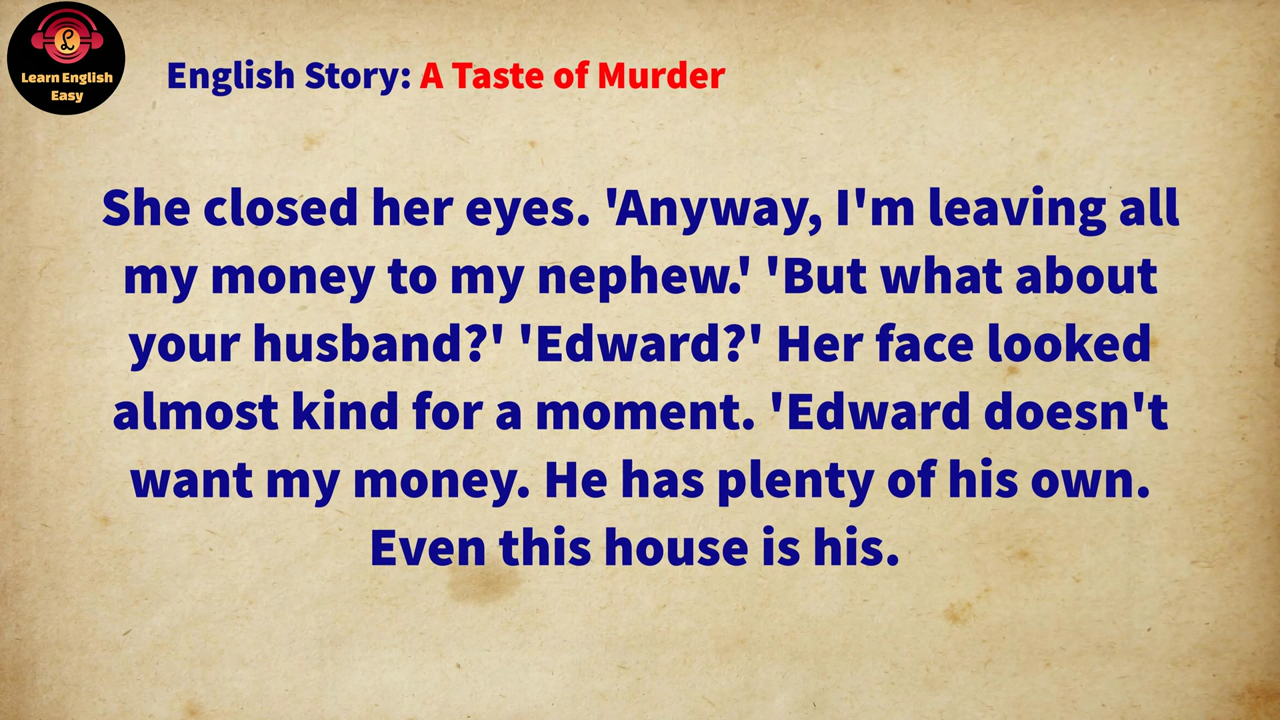 Learn English
Easy
English Story: A Taste of Murder
She closed her eyes. 'Anyway, I'm leaving all
my money to my nephew.' 'But what about
your husband?' 'Edward?' Her face looked
almost kind for a moment. 'Edward doesn't
want my money. He has plenty of his own.
Even this house is his.